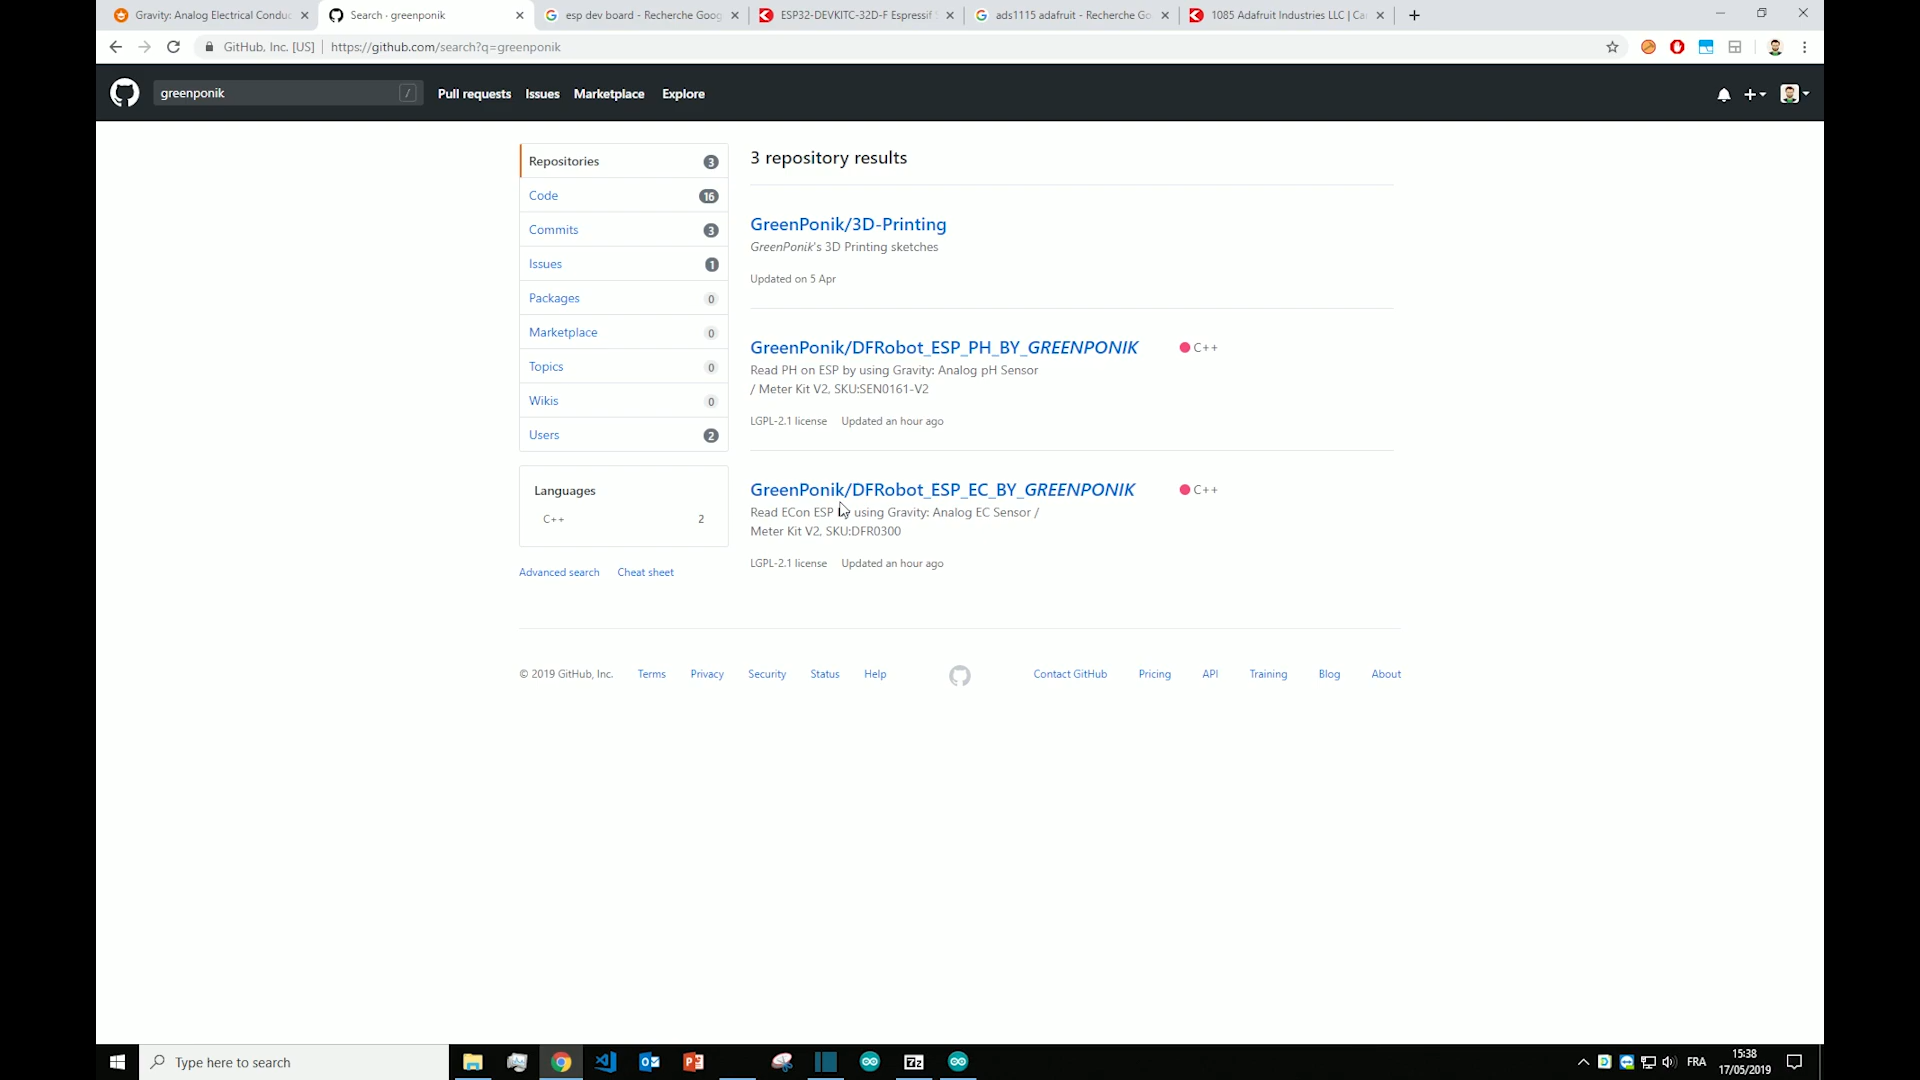 Gravity: Analog Electrical Conduc
Search · greenponik
esp dev board - Recherche Goog
ESP32-DEVKITC-32D-F Espressif
ads1115 adafruit - Recherche Go
1085 Adafruit Industries LLC | Ca
GitHub, Inc. [US] | https://github.com/search?q=greenponik
greenponik /
Pull requests Issues Marketplace Explore
Repositories 3
Code 16
Commits 3
Issues 1
Packages 0
Marketplace 0
Topics 0
Wikis 0
Users 2
Languages
C++ 2
Advanced search Cheat sheet
3 repository results
GreenPonik/3D-Printing
GreenPonik's 3D Printing sketches
Updated on 5 Apr
GreenPonik/DFRobot_ESP_PH_BY_GREENPONIK C++
Read PH on ESP by using Gravity: Analog pH Sensor
/ Meter Kit V2, SKU:SEN0161-V2
LGPL-2.1 license Updated an hour ago
GreenPonik/DFRobot_ESP_EC_BY_GREENPONIK C++
Read ECon ESP by using Gravity: Analog EC Sensor /
Meter Kit V2, SKU:DFR0300
LGPL-2.1 license Updated an hour ago
© 2019 GitHub, Inc. Terms Privacy Security Status Help Contact GitHub Pricing API Training Blog About
Type here to search
FRA
15:38
17/05/2019